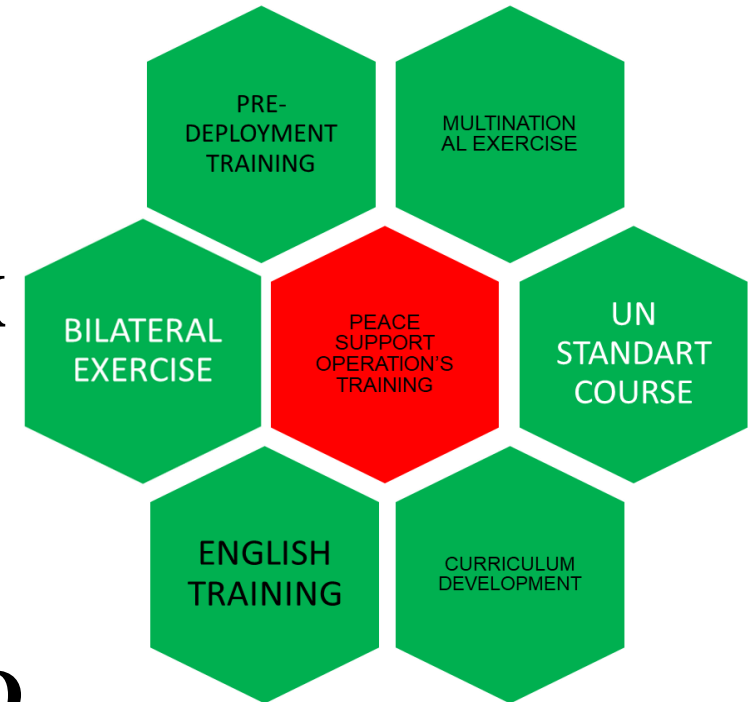 PRE-
DEPLOYMENT
TRAINING
MULTINATION
AL EXERCISE
BILATERAL
EXERCISE
PEACE
SUPPORT
OPERATION’S
TRAINING
UN
STANDART
COURSE
ENGLISH
TRAINING
CURRICULUM
DEVELOPMENT